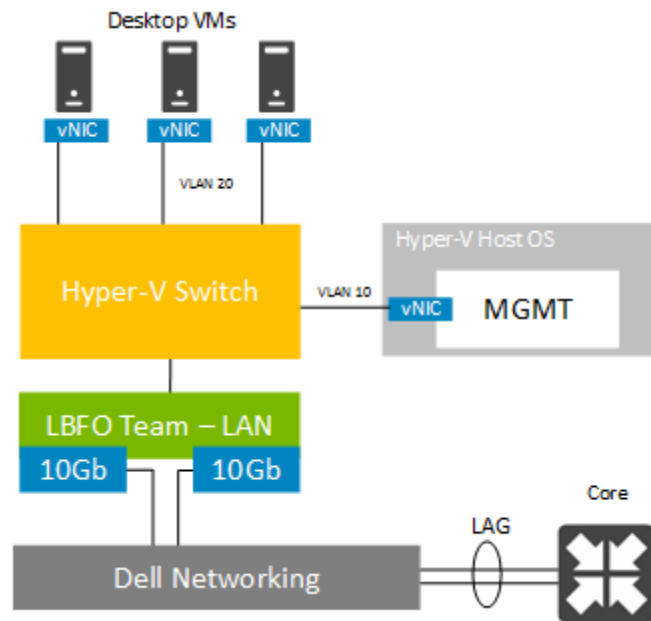 Desktop VMs
vNIC vNIC vNIC
VLAN 20
Hyper-V Host OS
Hyper-V Switch
VLAN 10
vNIC
MGMT
LBFO Team – LAN
10Gb 10Gb
Core
LAG
Dell Networking